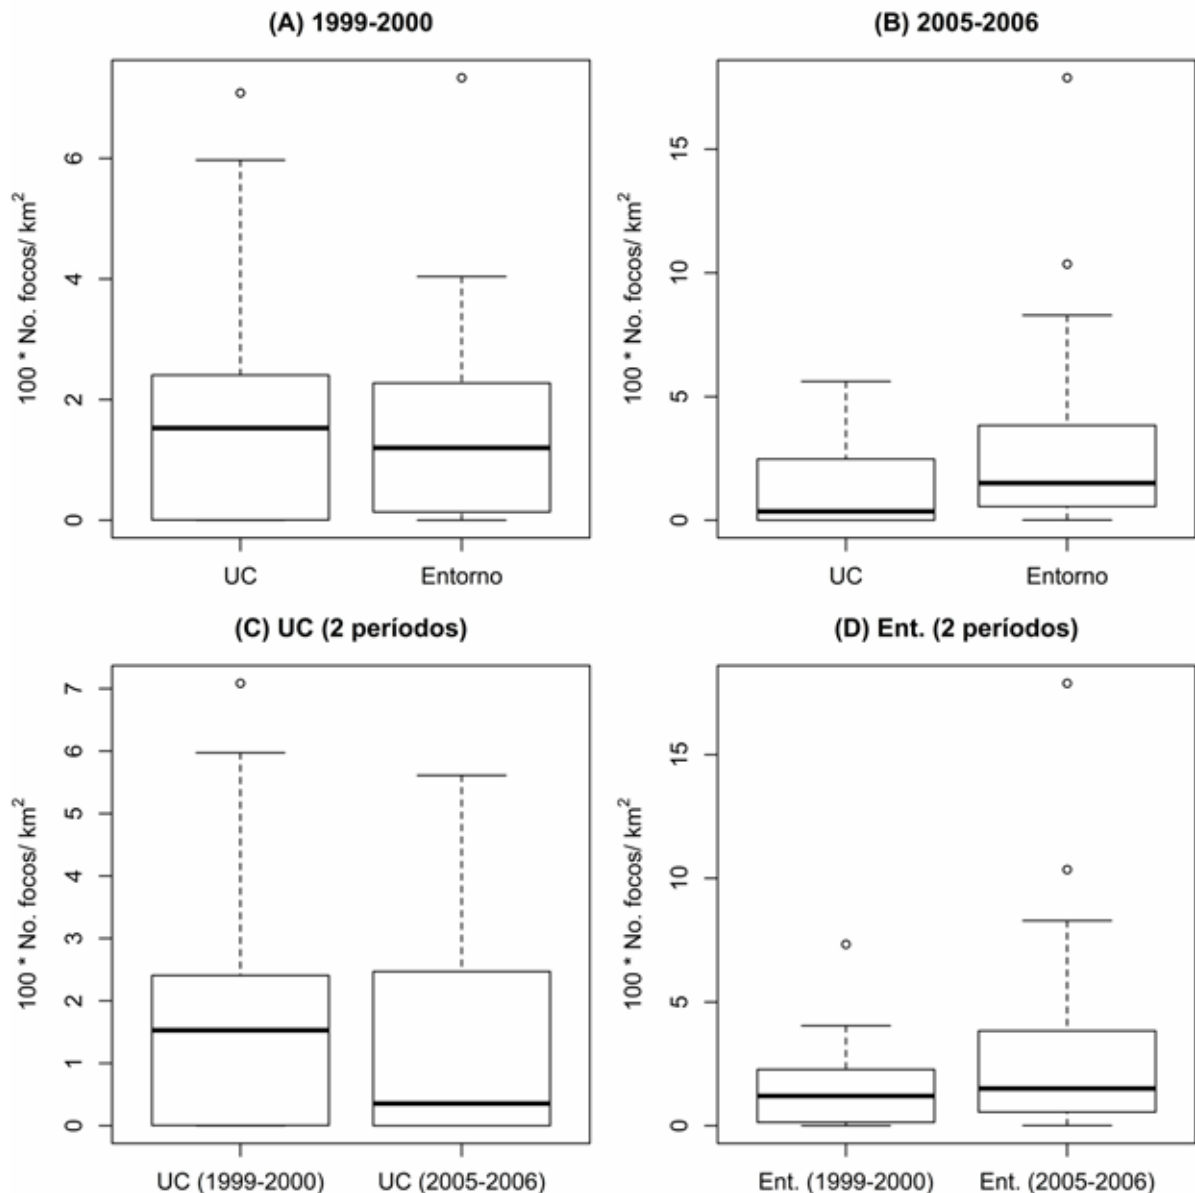 (A) 1999-2000
100 * No. focos/ km²
6
4
2
0
UC Entorno
(B) 2005-2006
100 * No. focos/ km²
15
10
5
0
UC Entorno
(C) UC (2 períodos)
100 * No. focos/ km²
7
6
5
4
3
2
1
0
UC (1999-2000) UC (2005-2006)
(D) Ent. (2 períodos)
100 * No. focos/ km²
15
10
5
0
Ent. (1999-2000) Ent. (2005-2006)